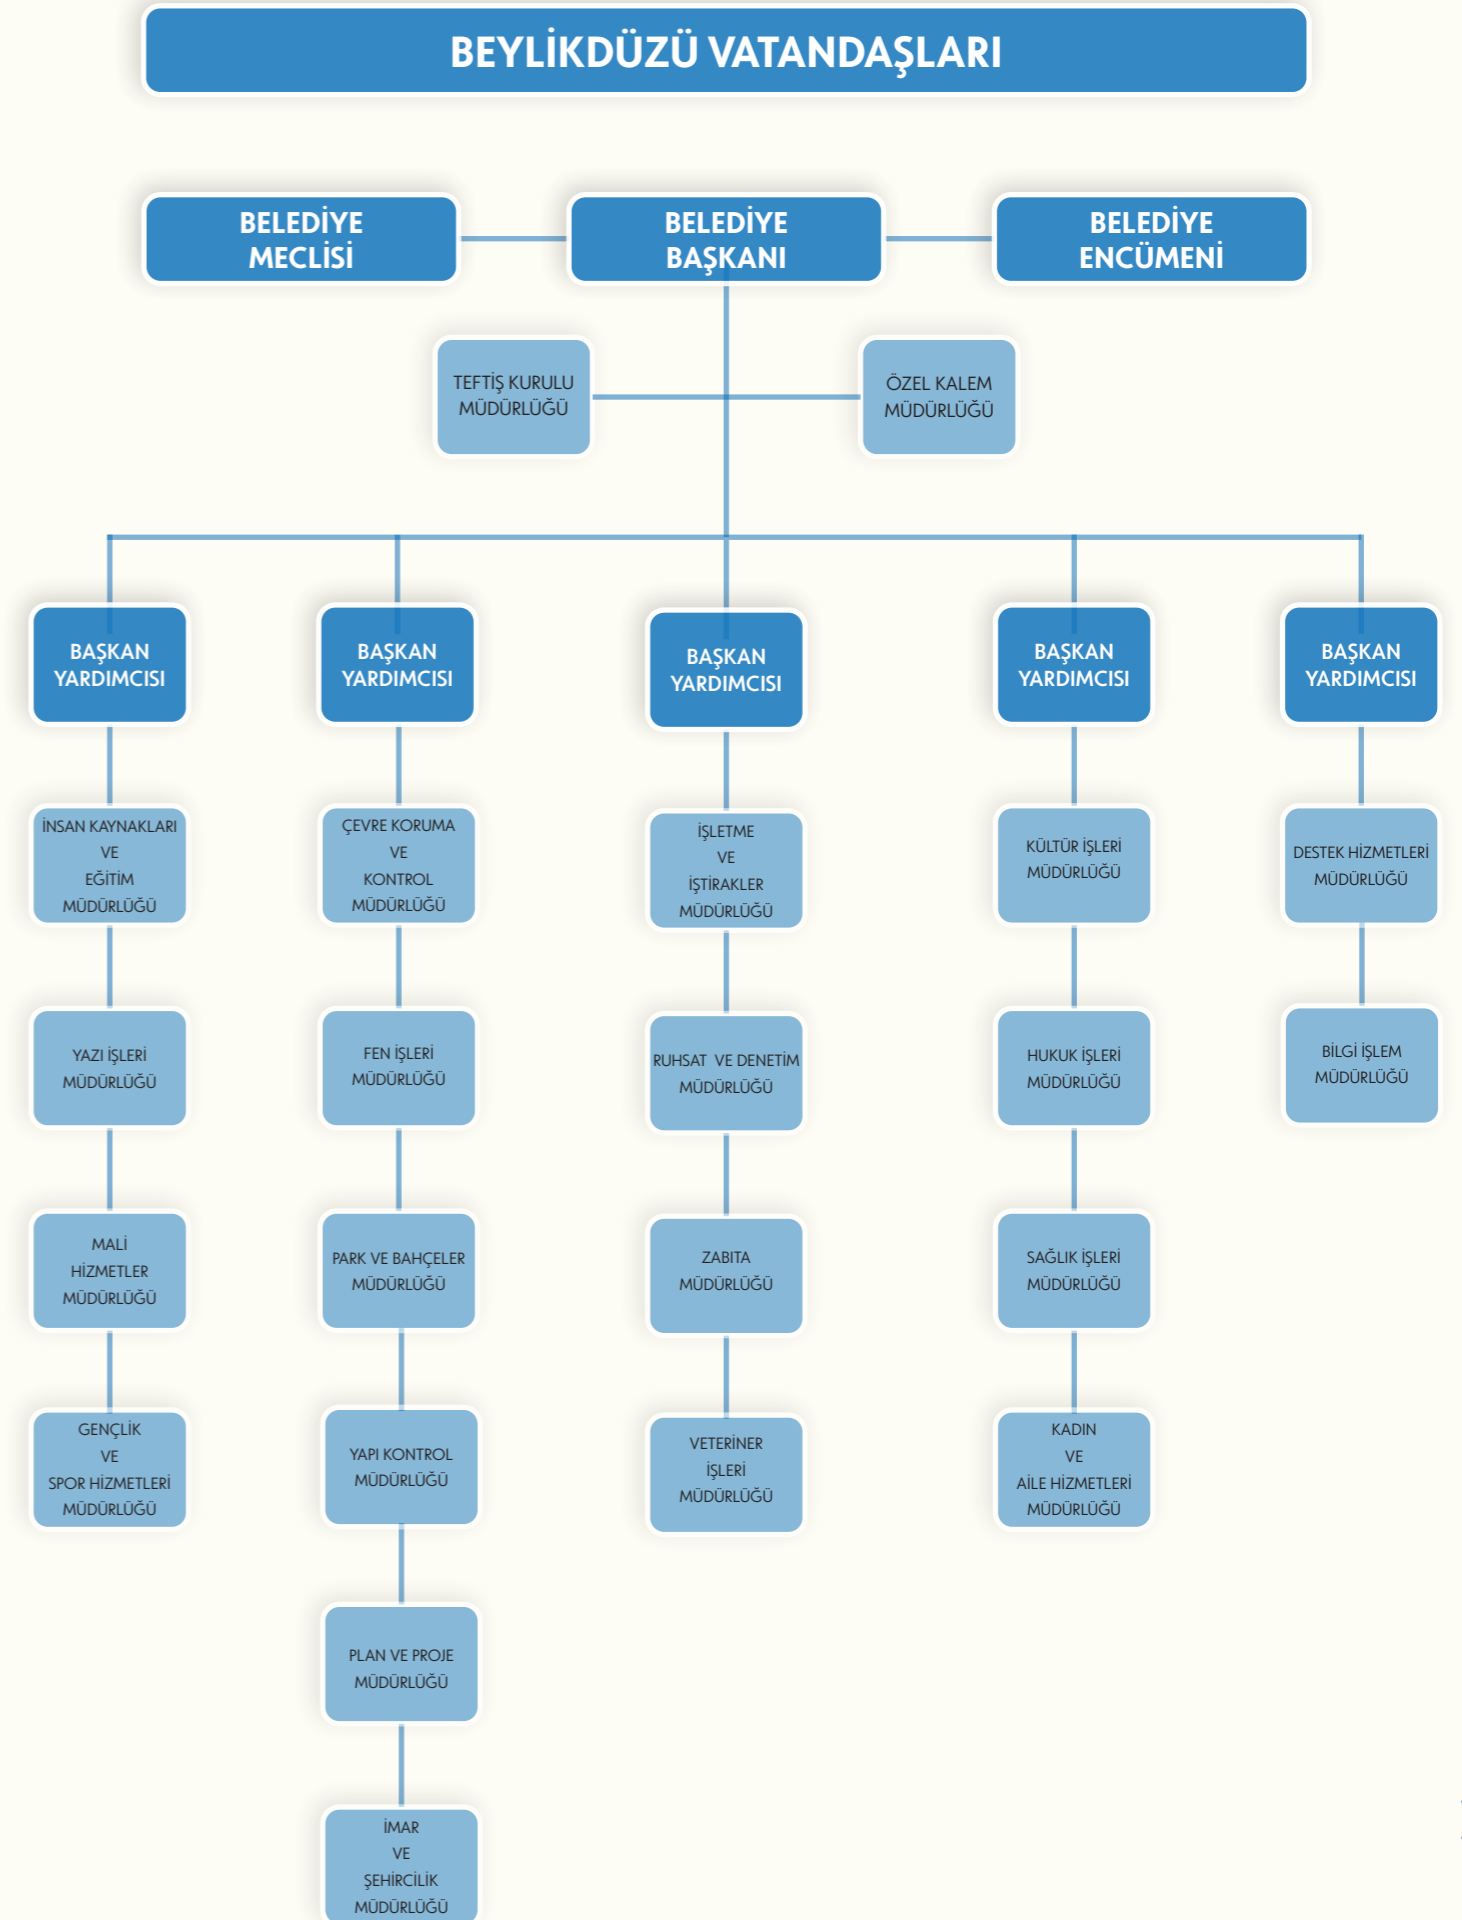 BEYLİKDÜZÜ VATANDAŞLARI
BELEDİYE
MECLİSİ
BELEDİYE
BAŞKANI
BELEDİYE
ENCÜMENİ
TEFTİŞ KURULU
MÜDÜRLÜĞÜ
ÖZEL KALEM
MÜDÜRLÜĞÜ
BAŞKAN
YARDIMCISI
BAŞKAN
YARDIMCISI
BAŞKAN
YARDIMCISI
BAŞKAN
YARDIMCISI
BAŞKAN
YARDIMCISI
İNSAN KAYNAKLARI
VE
EĞİTİM
MÜDÜRLÜĞÜ
ÇEVRE KORUMA
VE
KONTROL
MÜDÜRLÜĞÜ
İŞLETME
VE
İŞTİRAKLER
MÜDÜRLÜĞÜ
KÜLTÜR İŞLERİ
MÜDÜRLÜĞÜ
DESTEK HİZMETLERİ
MÜDÜRLÜĞÜ
YAZI İŞLERİ
MÜDÜRLÜĞÜ
FEN İŞLERİ
MÜDÜRLÜĞÜ
RUHSAT VE DENETİM
MÜDÜRLÜĞÜ
HUKUK İŞLERİ
MÜDÜRLÜĞÜ
BİLGİ İŞLEM
MÜDÜRLÜĞÜ
MALİ
HİZMETLER
MÜDÜRLÜĞÜ
PARK VE BAHÇELER
MÜDÜRLÜĞÜ
ZABITA
MÜDÜRLÜĞÜ
SAĞLIK İŞLERİ
MÜDÜRLÜĞÜ
GENÇLİK
VE
SPOR HİZMETLERİ
MÜDÜRLÜĞÜ
YAPI KONTROL
MÜDÜRLÜĞÜ
VETERİNER
İŞLERİ
MÜDÜRLÜĞÜ
KADIN
VE
AİLE HİZMETLERİ
MÜDÜRLÜĞÜ
PLAN VE PROJE
MÜDÜRLÜĞÜ
İMAR
VE
ŞEHİRCİLİK
MÜDÜRLÜĞÜ